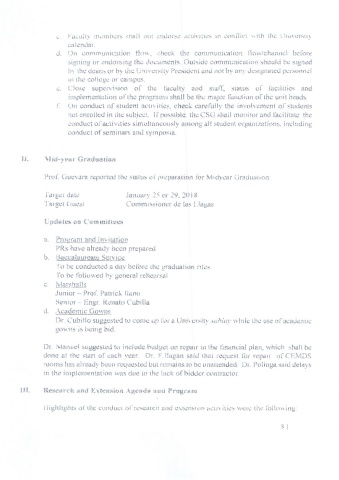 c. Faculty members shall not endorse activities in conflict with the University
calendar.
d. On communication flow, check the communication flowchannel before
signing or endorsing the documents. Outside communication should be signed
by the deans or by the University President and not by any designated personnel
in the college or campus.
e. Close supervision of the faculty and staff, status of facilities and
implementation of the programs shall be the major function of the unit heads.
f. On conduct of student activities, check carefully the involvement of students
not enrolled in the subject. If possible, the CSG shall monitor and facilitate the
conduct of activities simultaneously among all student organizations, including
conduct of seminars and symposia.
II. Mid-year Graduation
Prof. Guevara reported the status of preparation for Midyear Graduation.
Target date January 25 or 29, 2018
Target Guest Commissioner de las Llagas
Updates on Committees
a. Program and Invitation
PRs have already been prepared
b. Baccalaureate Service
To be conducted a day before the graduation rites
To be followed by general rehearsal
c. Marshalls
Junior – Prof. Patrick
Senior – Engr. Renato Cubilla
d. Academic Gown
Dr. Cubillo suggested to come up for a University sablay while the use of academic
gowns is being bid.
Dr. Manuel suggested to include budget on repair to the financial plan, which shall be
done at the start of each year. Dr. Ilagan said that request for repair of CEMDS
rooms has already been requested but remains to be unattended. Dr. Polinga said delays
in the implementation was due to the lack of bidder/contractor.
III. Research and Extension Agenda and Program
Highlights of the conduct of research and extension activities were the following:
3 |